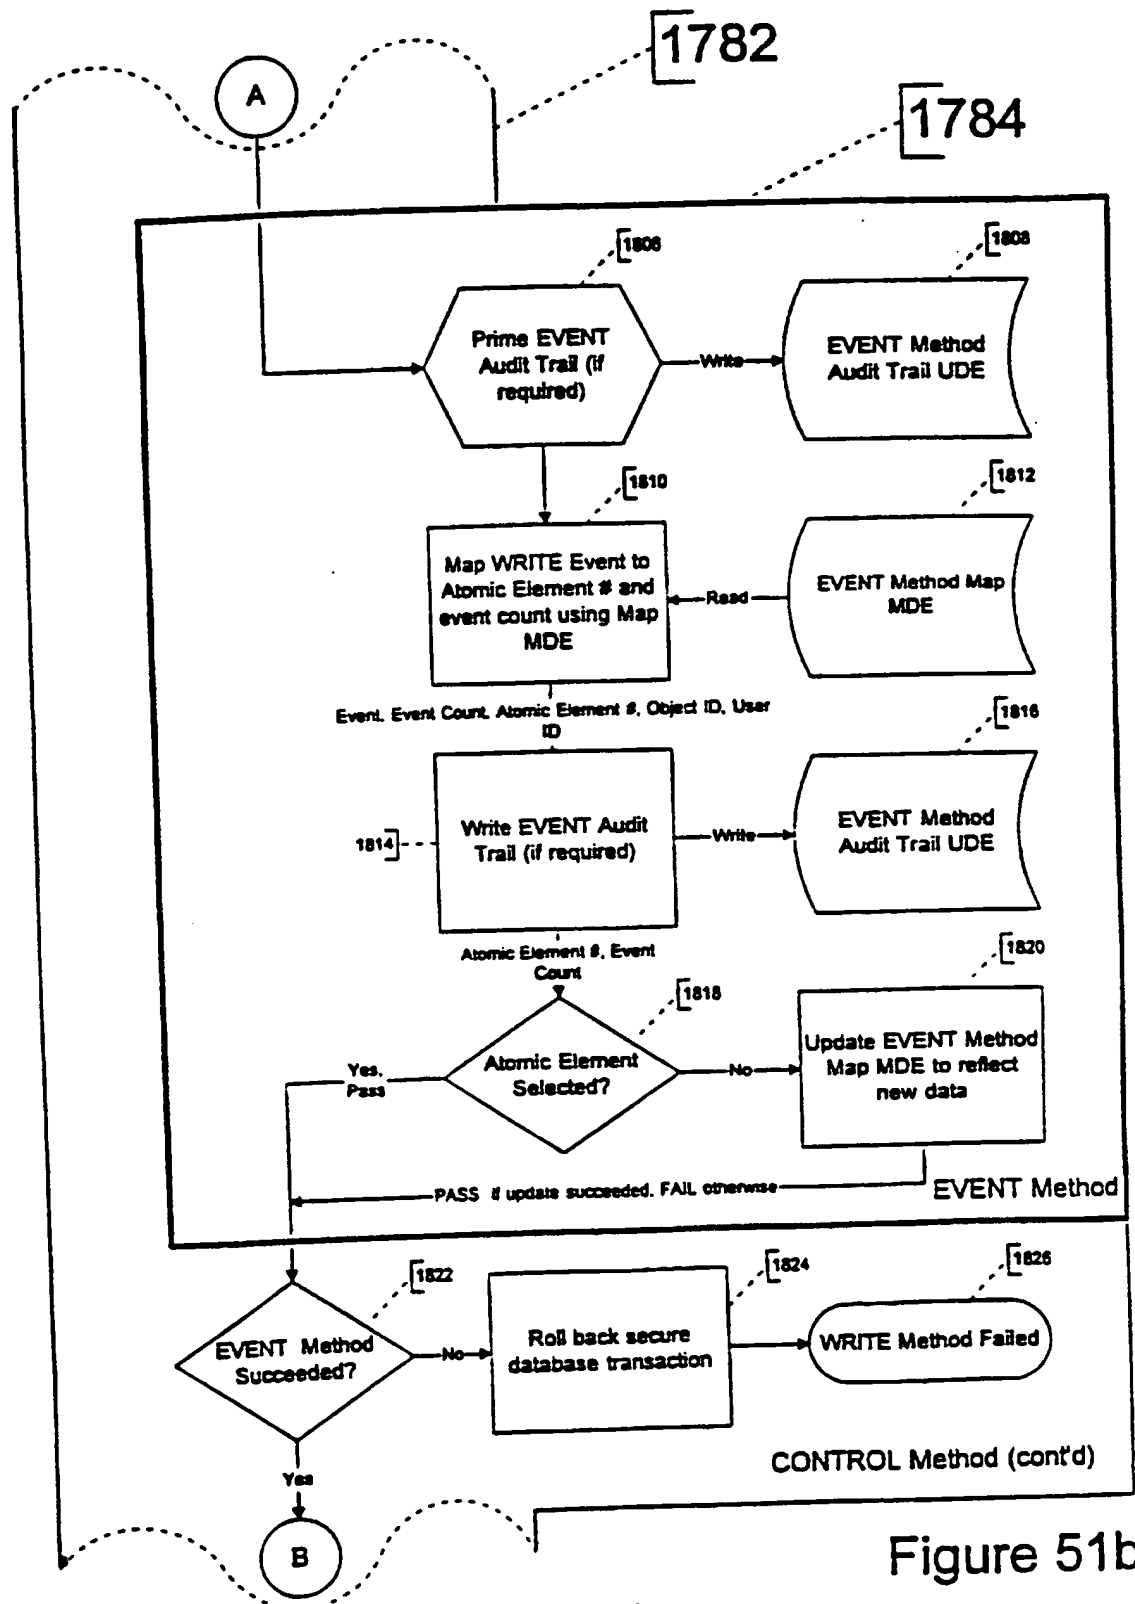 1782
A
1784
1806
1808
Prime EVENT
Audit Trail (if
required)
Write
EVENT Method
Audit Trail UDE
1810
1812
Map WRITE Event to
Atomic Element # and
event count using Map
MDE
Read
EVENT Method Map
MDE
Event, Event Count, Atomic Element #, Object ID, User
ID
1816
1814
Write EVENT Audit
Trail (if required)
Write
EVENT Method
Audit Trail UDE
Atomic Element #, Event
Count
1818
1820
Yes,
Pass
Atomic Element
Selected?
No
Update EVENT Method
Map MDE to reflect
new data
PASS if update succeeded, FAIL otherwise
EVENT Method
1822
1824
1826
EVENT Method
Succeeded?
No
Roll back secure
database transaction
WRITE Method Failed
Yes
CONTROL Method (cont'd)
B
Figure 51b